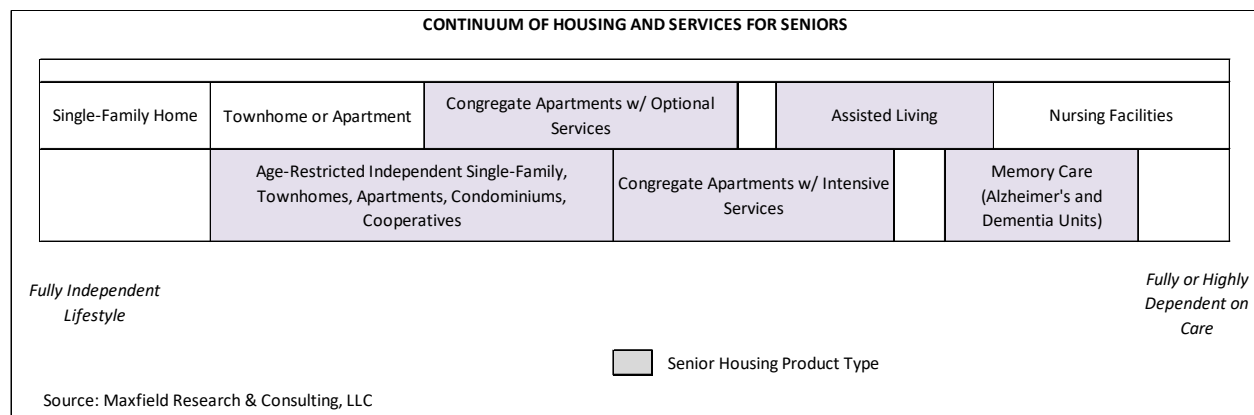 CONTINUUM OF HOUSING AND SERVICES FOR SENIORS
Single-Family Home
Townhome or Apartment
Congregate Apartments w/ Optional
Services
Assisted Living
Nursing Facilities
Age-Restricted Independent Single-Family,
Townhomes, Apartments, Condominiums,
Cooperatives
Congregate Apartments w/ Intensive
Services
Memory Care
(Alzheimer's and
Dementia Units)
Fully Independent
Lifestyle
Fully or Highly
Dependent on
Care
Senior Housing Product Type
Source: Maxfield Research & Consulting, LLC